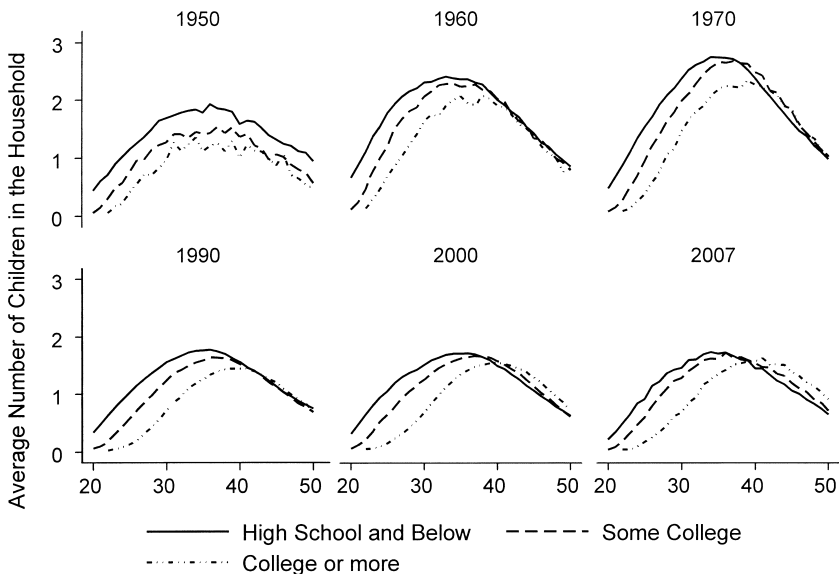 Average Number of Children in the Household
1950 1960 1970
3
2
1
0
1990 2000 2007
3
2
1
0
20 30 40 50 20 30 40 50 20 30 40 50
High School and Below Some College
College or more